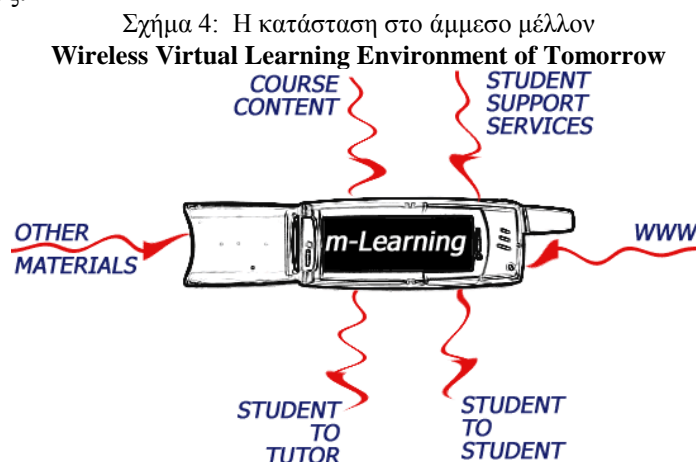 ς.
Σχήμα 4: Η κατάσταση στο άμμεσο μέλλον
Wireless Virtual Learning Environment of Tomorrow
COURSE
CONTENT
STUDENT
SUPPORT
SERVICES
OTHER
MATERIALS
m-Learning
WWW
STUDENT
TO
TUTOR
STUDENT
TO
STUDENT